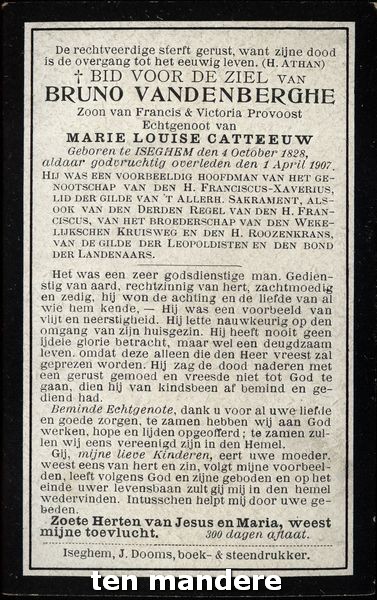 De rechtveerdige sterft gerust, want zijne dood
is de overgang tot het eeuwig leven. (H. ATHAN)
† BID VOOR DE ZIEL VAN
BRUNO VANDENBERGHE
Zoon van Francis & Victoria Provoost
Echtgenoot van
MARIE LOUISE CATTEEUW
Geboren te ISEGHEM den 4 October 1828,
aldaar godvruchtig overleden den 1 April 1907.
HIJ WAS EEN VOORBEELDIG HOOFDMAN VAN HET GE-
NOOTSCHAP VAN DEN H. FRANCISCUS-XAVERIUS,
LID DER GILDE VAN 'T ALLERH. SAKRAMENT, ALS-
OOK VAN DEN DERDEN REGEL VAN DEN H. FRAN-
CISCUS, VAN HET BROEDERSCHAP VAN DEN WEKE-
LIJKSCHEN KRUISWEG EN DEN H. ROOZENKRANS,
VAN DE GILDE DER LEOPOLDISTEN EN DEN BOND
DER LANDENAARS.
Het was een zeer godsdienstige man. Gedien-
stig van aard, rechtzinnig van hert, zachtmoedig
en zedig, hij won de achting en de liefde van al
wie hem kende, — Hij was een voorbeeld van
vlijt en neerstigheid. Hij lette nauwkeurig op den
omgang van zijn huisgezin. Hij heeft nooit geen
ijdele glorie betracht, maar wel een deugdzaam
leven. omdat deze alleen die den Heer vreest zal
geprezen worden. Hij zag de dood naderen met
een gerust gemoed en vreesde niet tot God te
gaan, dien hij van kindsbeen af bemind en ge-
diend had.
Beminde Echtgenote, dank u voor al uwe liefde
en goede zorgen, te zamen hebben wij aan God
werken, hope en lijden opgeofferd; te zamen zul-
len wij eens vereenigd zijn in den Hemel.
Gij, mijne lieve Kinderen, eert uwe moeder.
weest eens van hert en zin, volgt mijne voorbeel-
den, leeft volgens God en zijne geboden en op het
einde uwer levensbaan zult gij mij in den hemel
wedervinden. Intusschen helpt mij door uwe ge-
beden.
Zoete Herten van Jesus en Maria, weest
mijne toevlucht. 300 dagen aflaat.
Iseghem, J. Dooms, boek- & steendrukker.
ten mandere